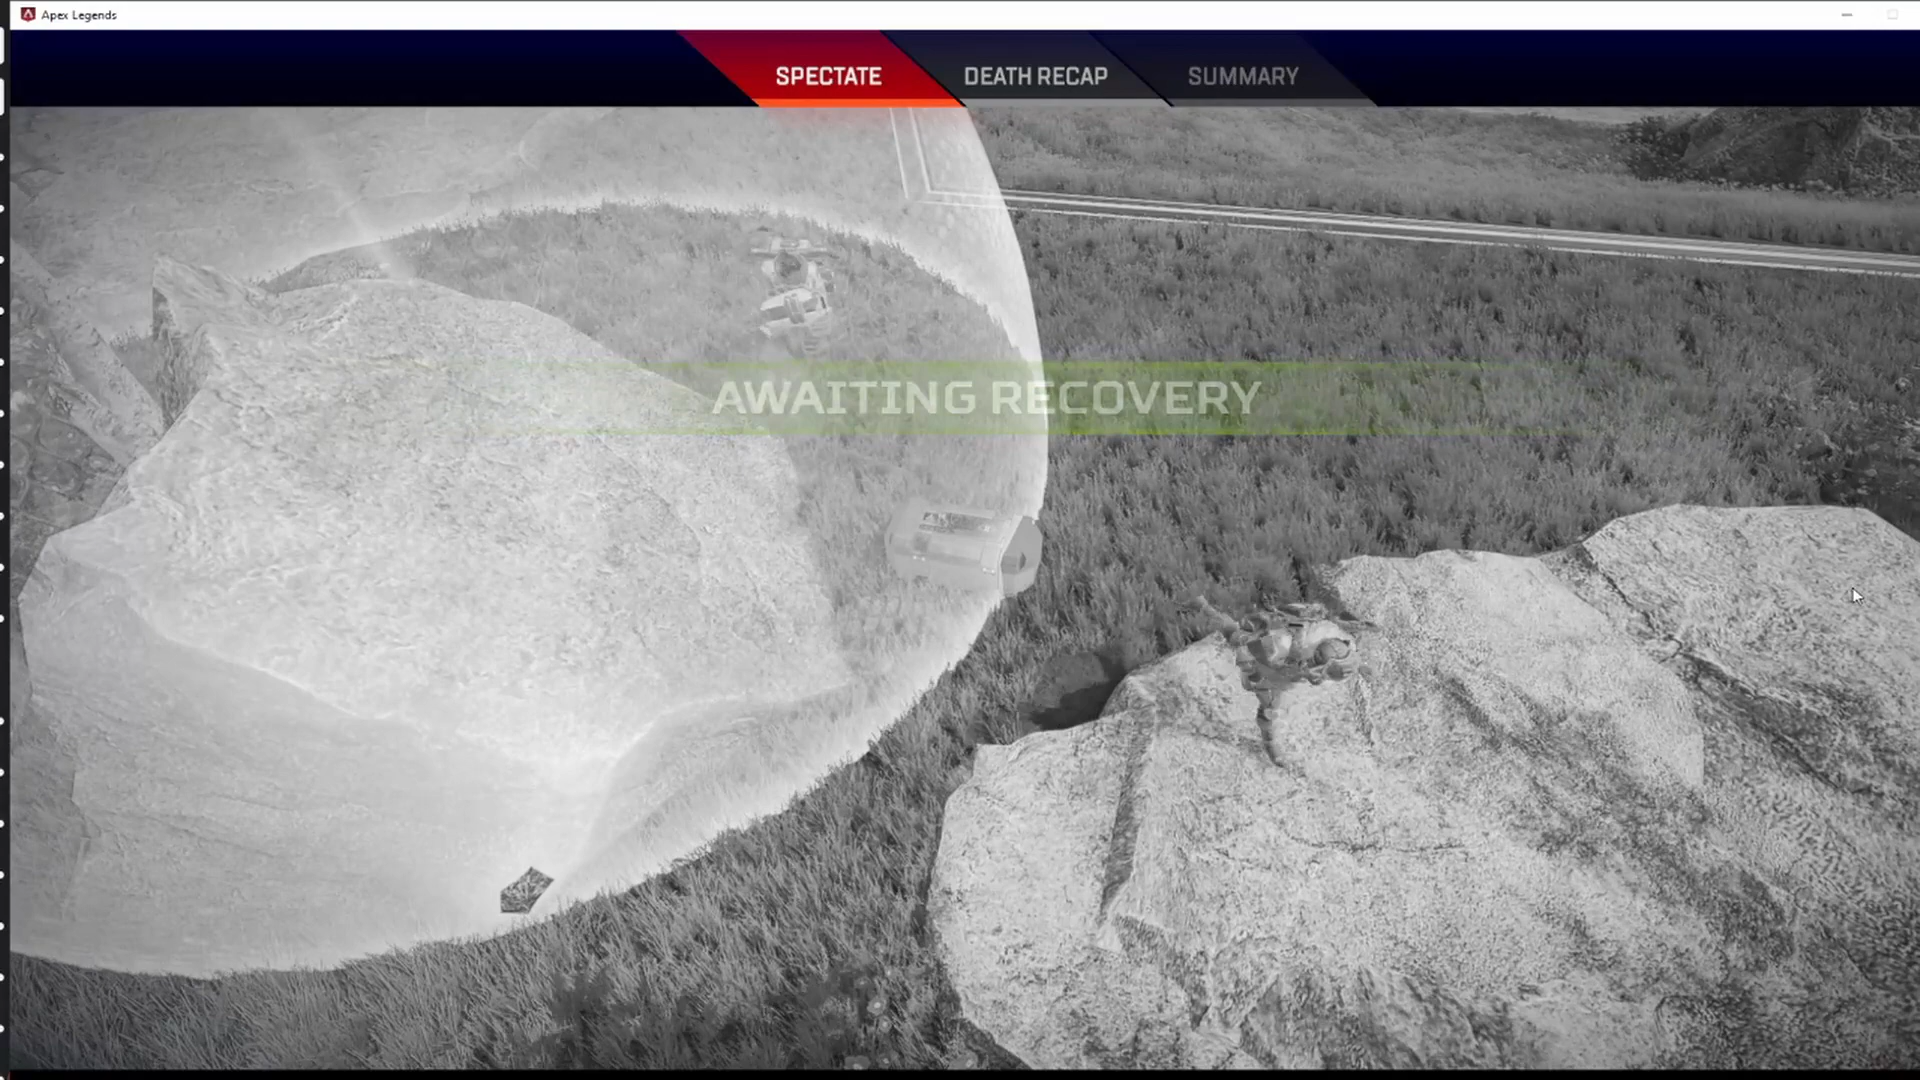 Apex Legends
SPECTATE
DEATH RECAP
SUMMARY
AWAITING RECOVERY